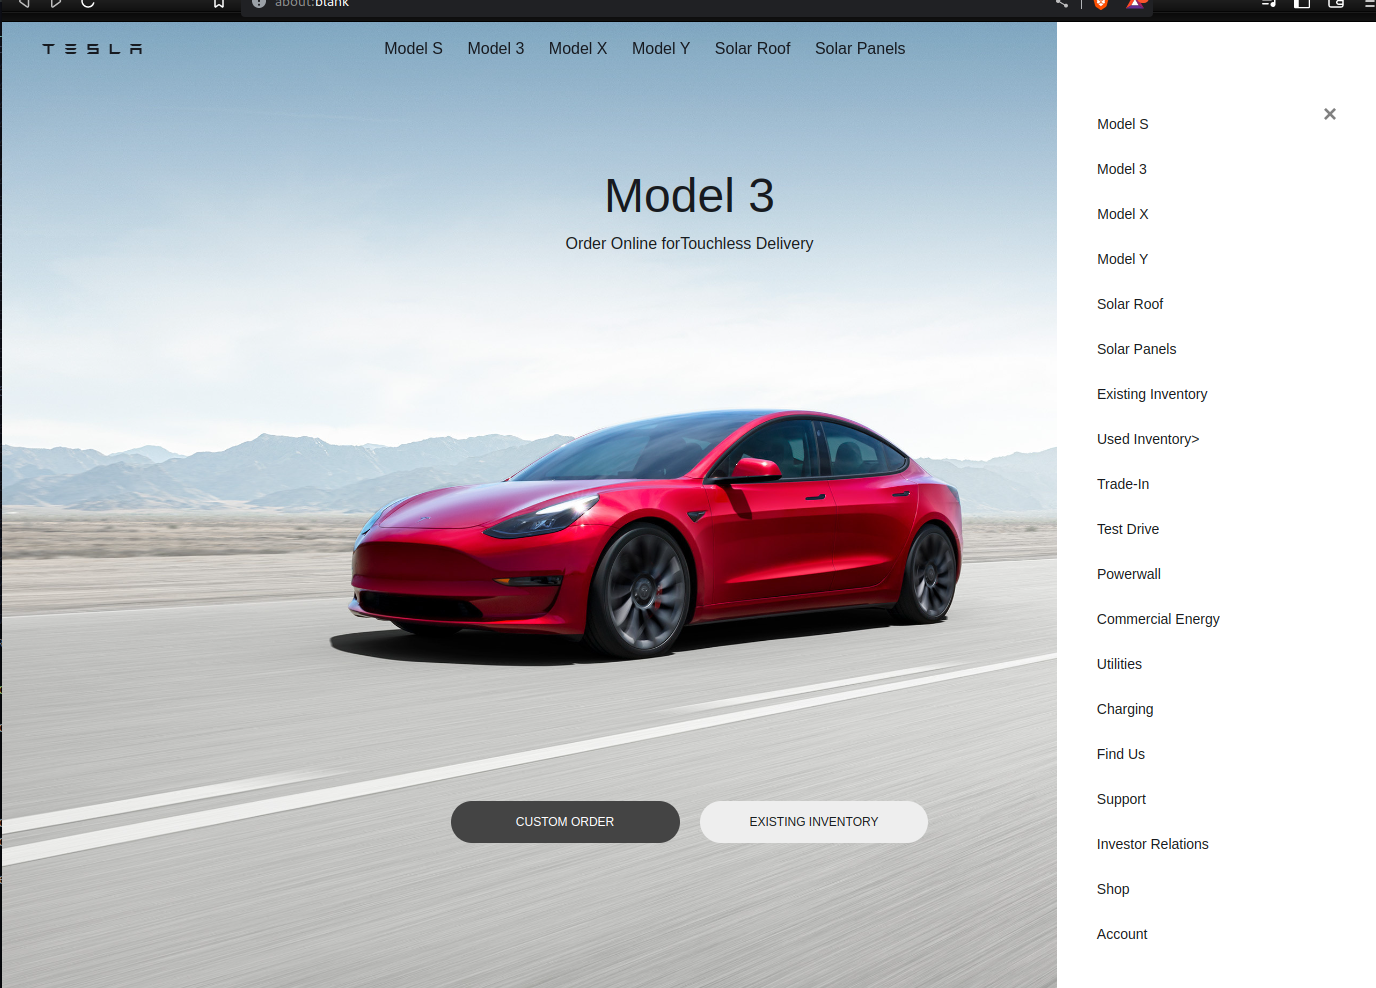 about:blank
TESLA
Model S Model 3 Model X Model Y Solar Roof Solar Panels
Model 3
Order Online forTouchless Delivery
CUSTOM ORDER EXISTING INVENTORY
×
Model S
Model 3
Model X
Model Y
Solar Roof
Solar Panels
Existing Inventory
Used Inventory>
Trade-In
Test Drive
Powerwall
Commercial Energy
Utilities
Charging
Find Us
Support
Investor Relations
Shop
Account